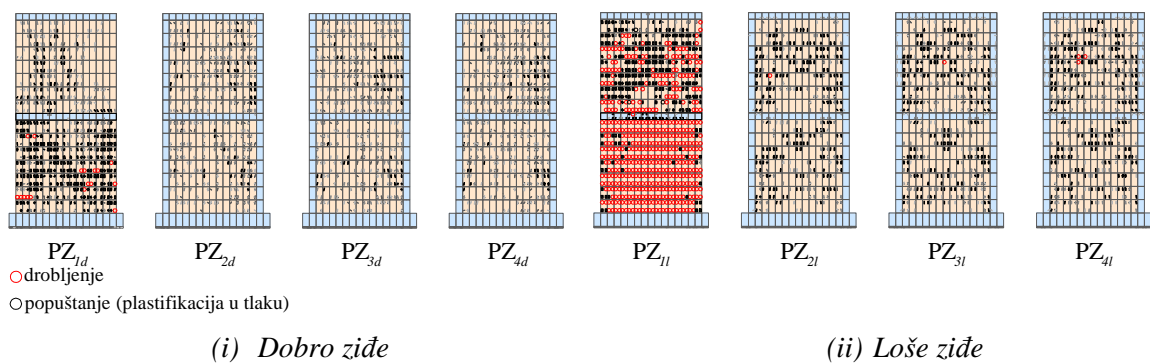 PZ1d PZ2d PZ3d PZ4d PZ1l PZ2l PZ3l PZ4l
drobljenje
popuštanje (plastifikacija u tlaku)
(i) Dobro ziđe (ii) Loše ziđe